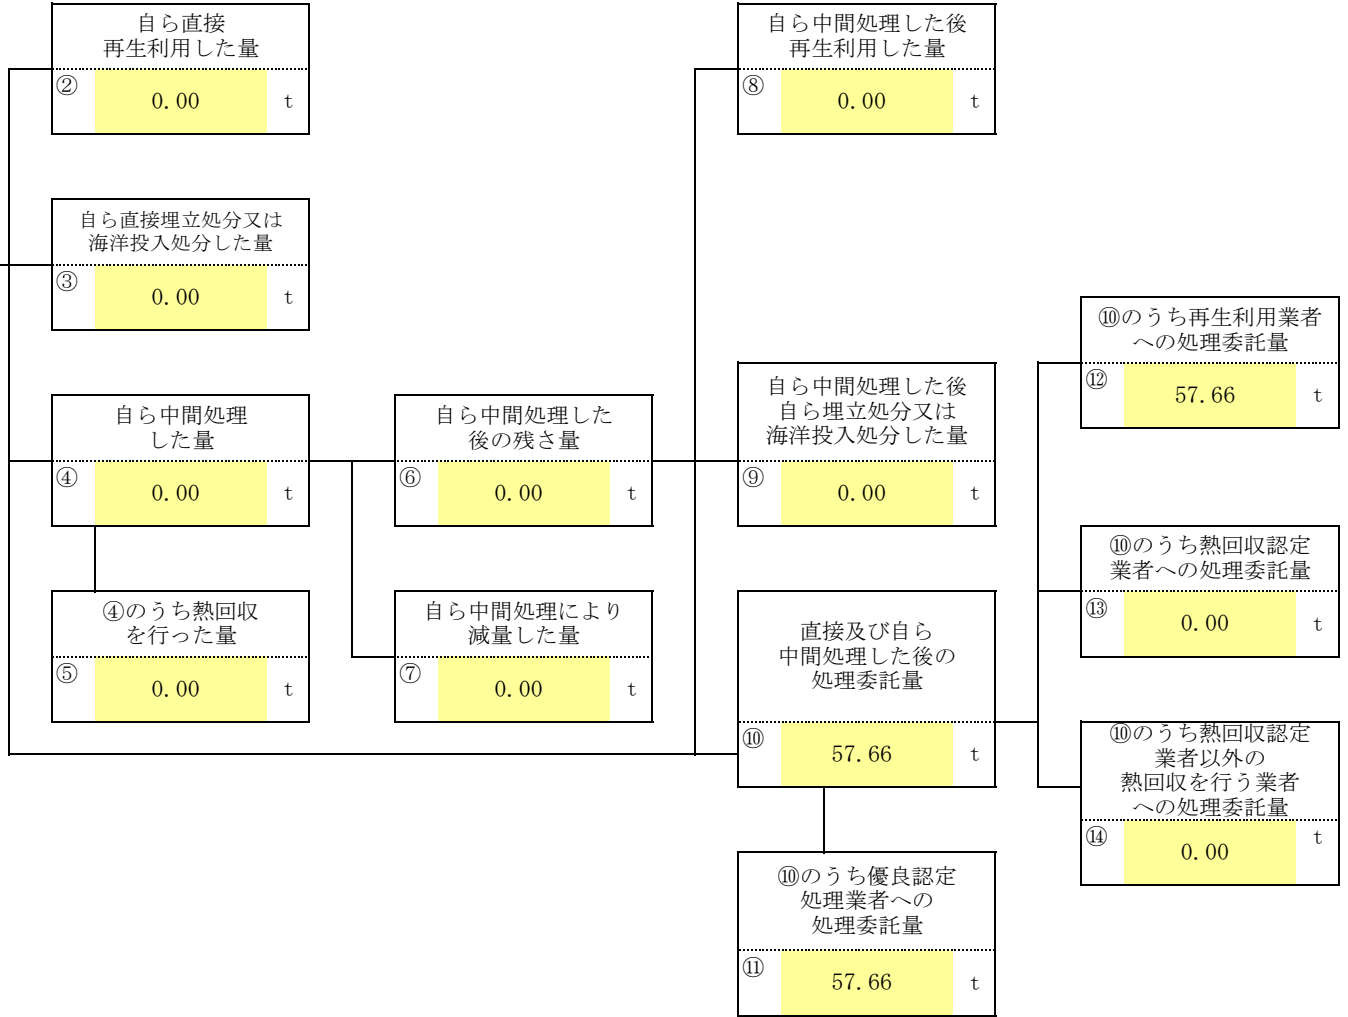 自ら直接
再生利用した量
②
0.00
t
自ら中間処理した後
再生利用した量
⑧
0.00
t
自ら直接埋立処分又は
海洋投入処分した量
③
0.00
t
⑩のうち再生利用業者
への処理委託量
⑫
57.66
t
自ら中間処理
した量
④
0.00
t
自ら中間処理した
後の残さ量
⑥
0.00
t
自ら中間処理した後
自ら埋立処分又は
海洋投入処分した量
⑨
0.00
t
⑩のうち熱回収認定
業者への処理委託量
⑬
0.00
t
④のうち熱回収
を行った量
⑤
0.00
t
自ら中間処理により
減量した量
⑦
0.00
t
直接及び自ら
中間処理した後の
処理委託量
⑩
57.66
t
⑩のうち熱回収認定
業者以外の
熱回収を行う業者
への処理委託量
⑭
0.00
t
⑩のうち優良認定
処理業者への
処理委託量
⑪
57.66
t